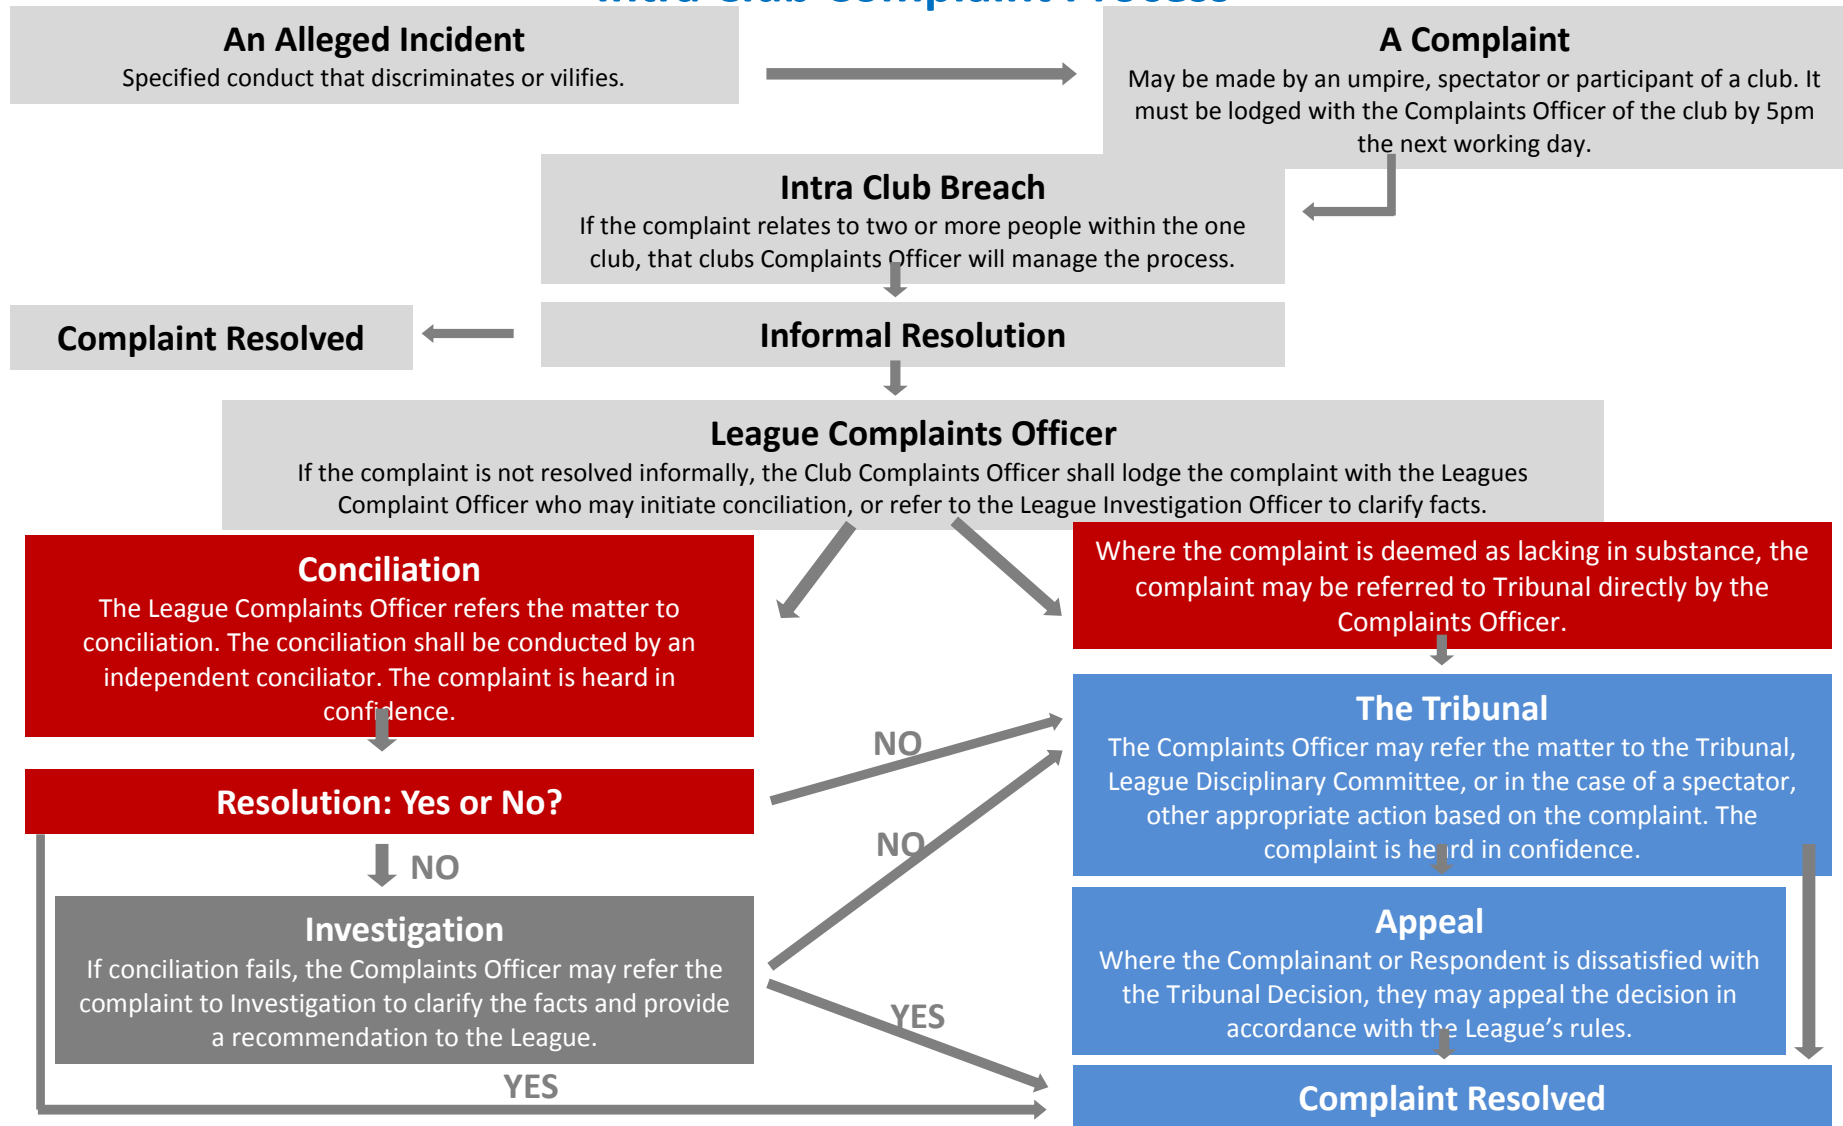 Intra Club Complaint Process
An Alleged Incident
Specified conduct that discriminates or vilifies.
A Complaint
May be made by an umpire, spectator or participant of a club. It
must be lodged with the Complaints Officer of the club by 5pm
the next working day.
Intra Club Breach
If the complaint relates to two or more people within the one
club, that clubs Complaints Officer will manage the process.
Complaint Resolved
Informal Resolution
League Complaints Officer
If the complaint is not resolved informally, the Club Complaints Officer shall lodge the complaint with the Leagues
Complaint Officer who may initiate conciliation, or refer to the League Investigation Officer to clarify facts.
Conciliation
The League Complaints Officer refers the matter to
conciliation. The conciliation shall be conducted by an
independent conciliator. The complaint is heard in
confidence.
Where the complaint is deemed as lacking in substance, the
complaint may be referred to Tribunal directly by the
Complaints Officer.
Resolution: Yes or No?
NO
NO
NO
The Tribunal
The Complaints Officer may refer the matter to the Tribunal,
League Disciplinary Committee, or in the case of a spectator,
other appropriate action based on the complaint. The
complaint is heard in confidence.
Investigation
If conciliation fails, the Complaints Officer may refer the
complaint to Investigation to clarify the facts and provide
a recommendation to the League.
YES
YES
Appeal
Where the Complainant or Respondent is dissatisfied with
the Tribunal Decision, they may appeal the decision in
accordance with the League's rules.
Complaint Resolved